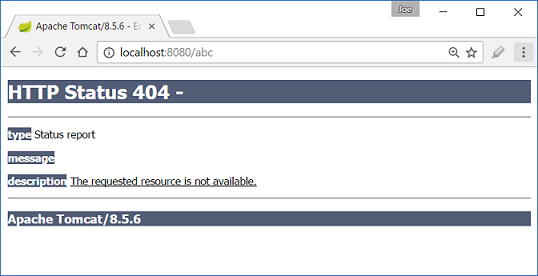 Joe
Apache Tomcat/8.5.6 - Er
localhost:8080/abc
HTTP Status 404 -
type Status report
message
description The requested resource is not available.
Apache Tomcat/8.5.6